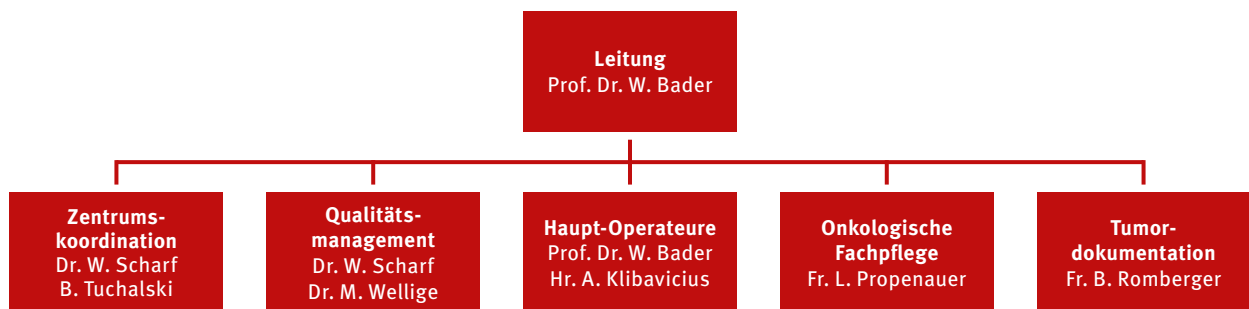 Leitung
Prof. Dr. W. Bader
Zentrums-
koordination
Dr. W. Scharf
B. Tuchalski
Qualitäts-
management
Dr. W. Scharf
Dr. M. Wellige
Haupt-Operateure
Prof. Dr. W. Bader
Hr. A. Klibavicius
Onkologische
Fachpflege
Fr. L. Propenauer
Tumor-
dokumentation
Fr. B. Romberger